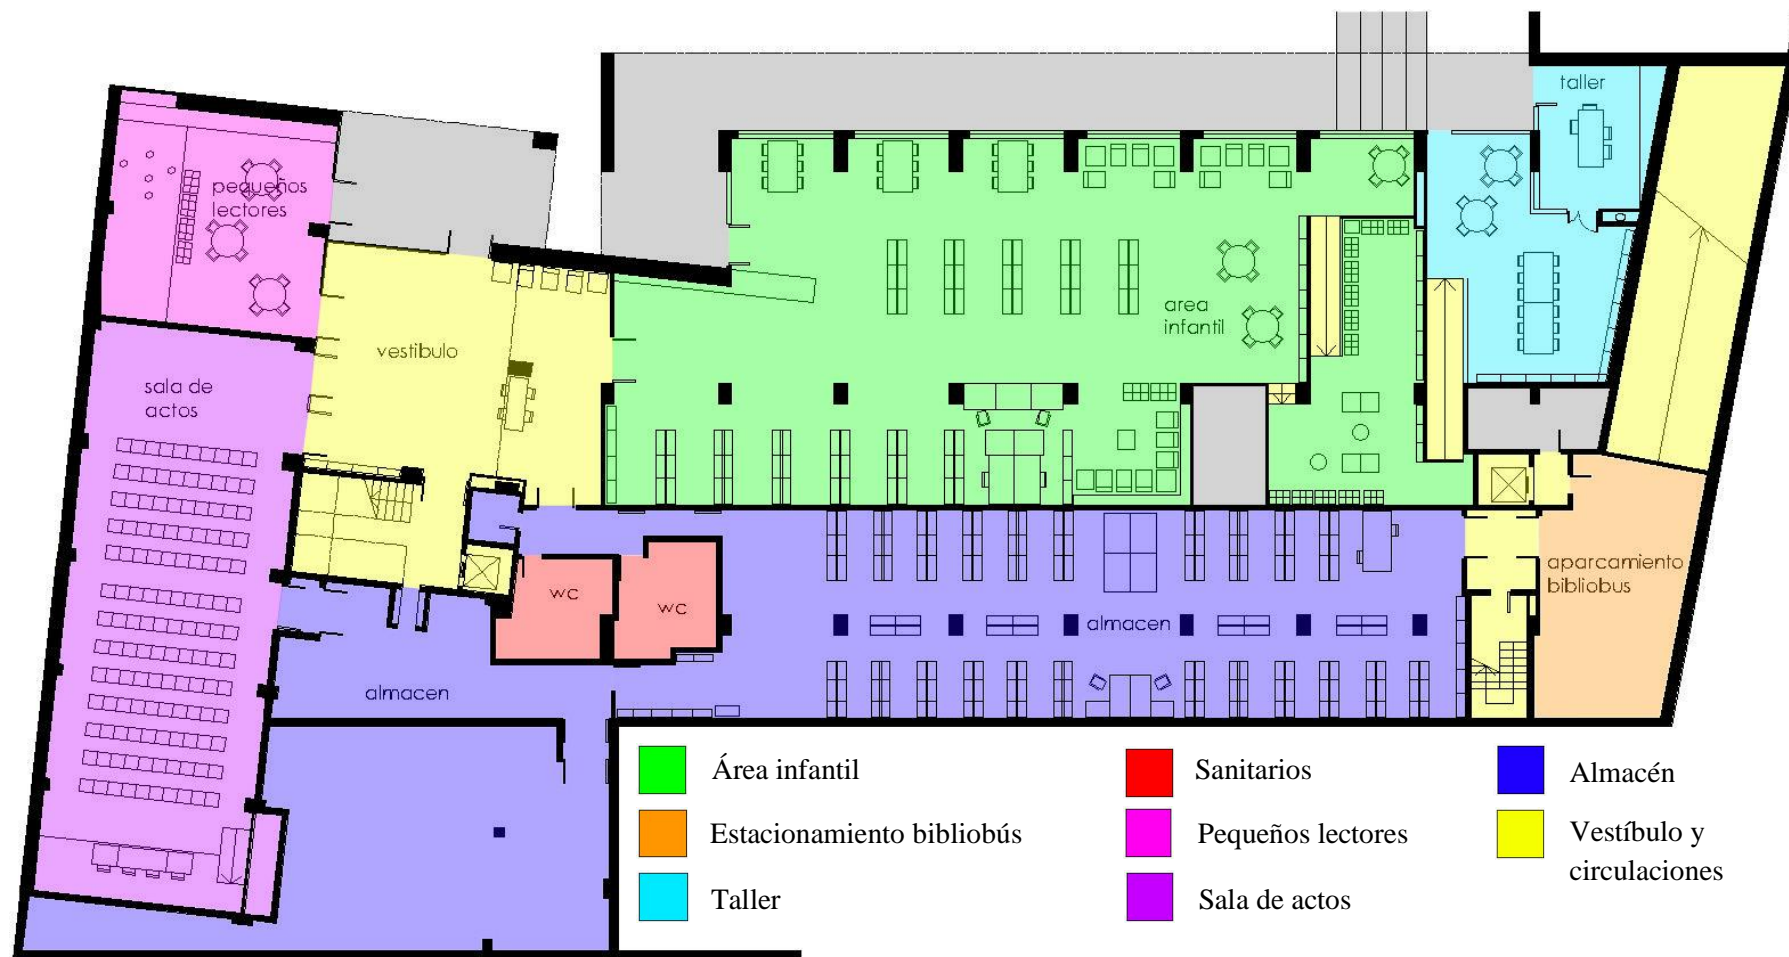 taller
pequeños
lectores
area
infantil
vestibulo
sala de
actos
aparcamiento
bibliobus
wc
wc
almacen
almacen
Área infantil
Sanitarios
Almacén
Estacionamiento bibliobús
Pequeños lectores
Vestíbulo y
circulaciones
Taller
Sala de actos